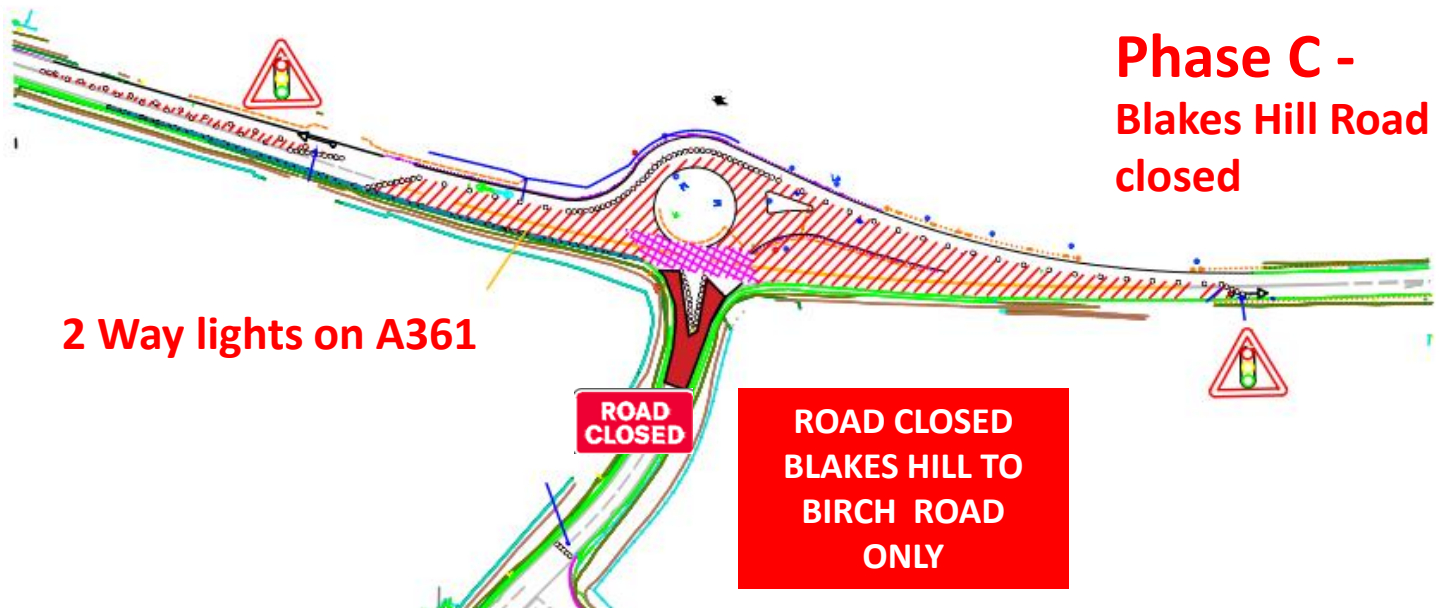 Phase C -
Blakes Hill Road
closed
2 Way lights on A361
ROAD
CLOSED
ROAD CLOSED
BLAKES HILL TO
BIRCH ROAD
ONLY